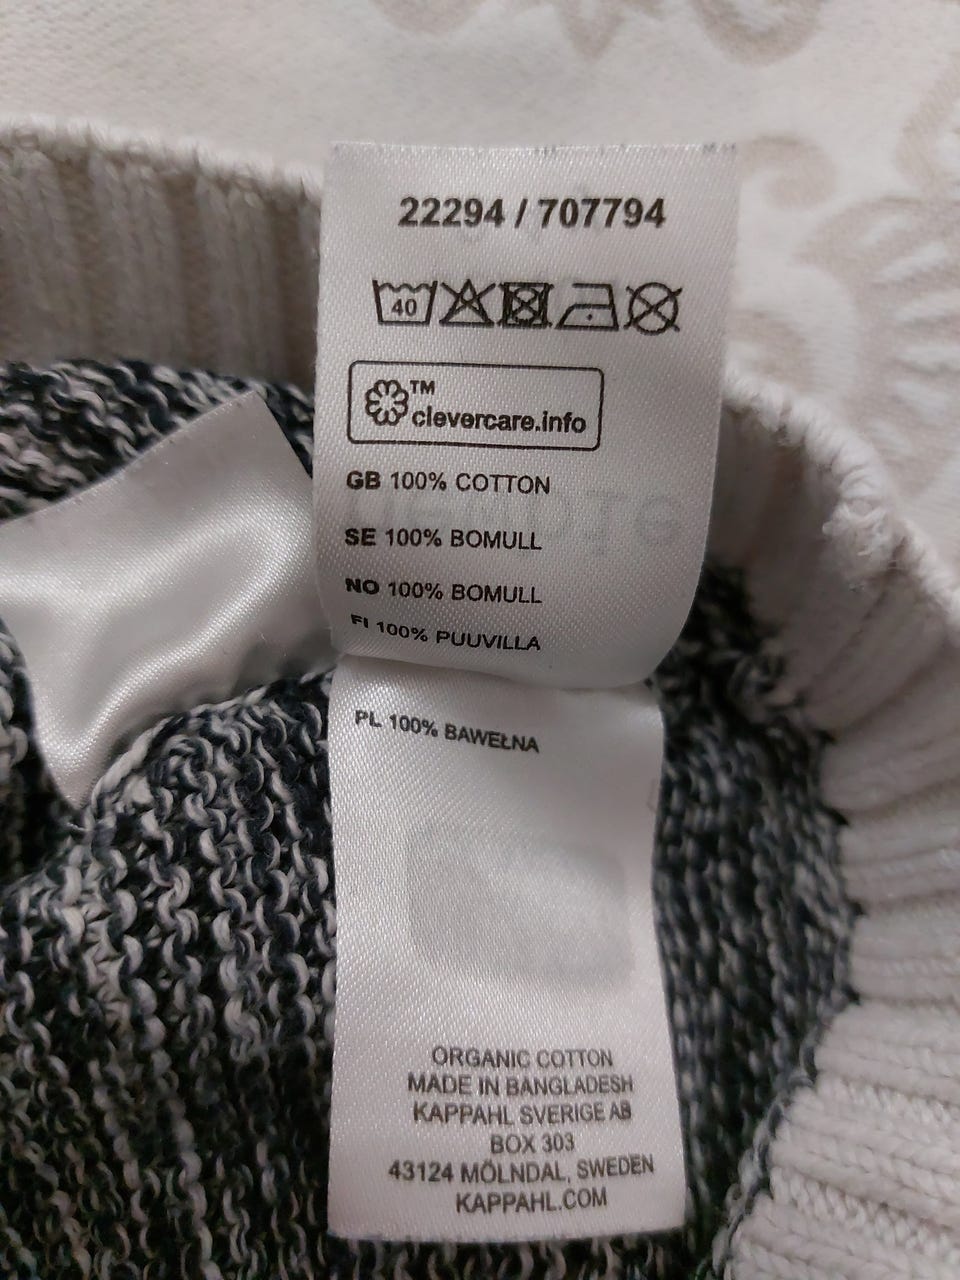 22294 / 707794
40
TM
clevercare.info
GB 100% COTTON
SE 100% BOMULL
NO 100% BOMULL
FI 100% PUUVILLA
PL 100% BAWEŁNA
ORGANIC COTTON
MADE IN BANGLADESH
KAPPAHL SVERIGE AB
BOX 303
43124 MÖLNDAL, SWEDEN
KAPPAHL.COM